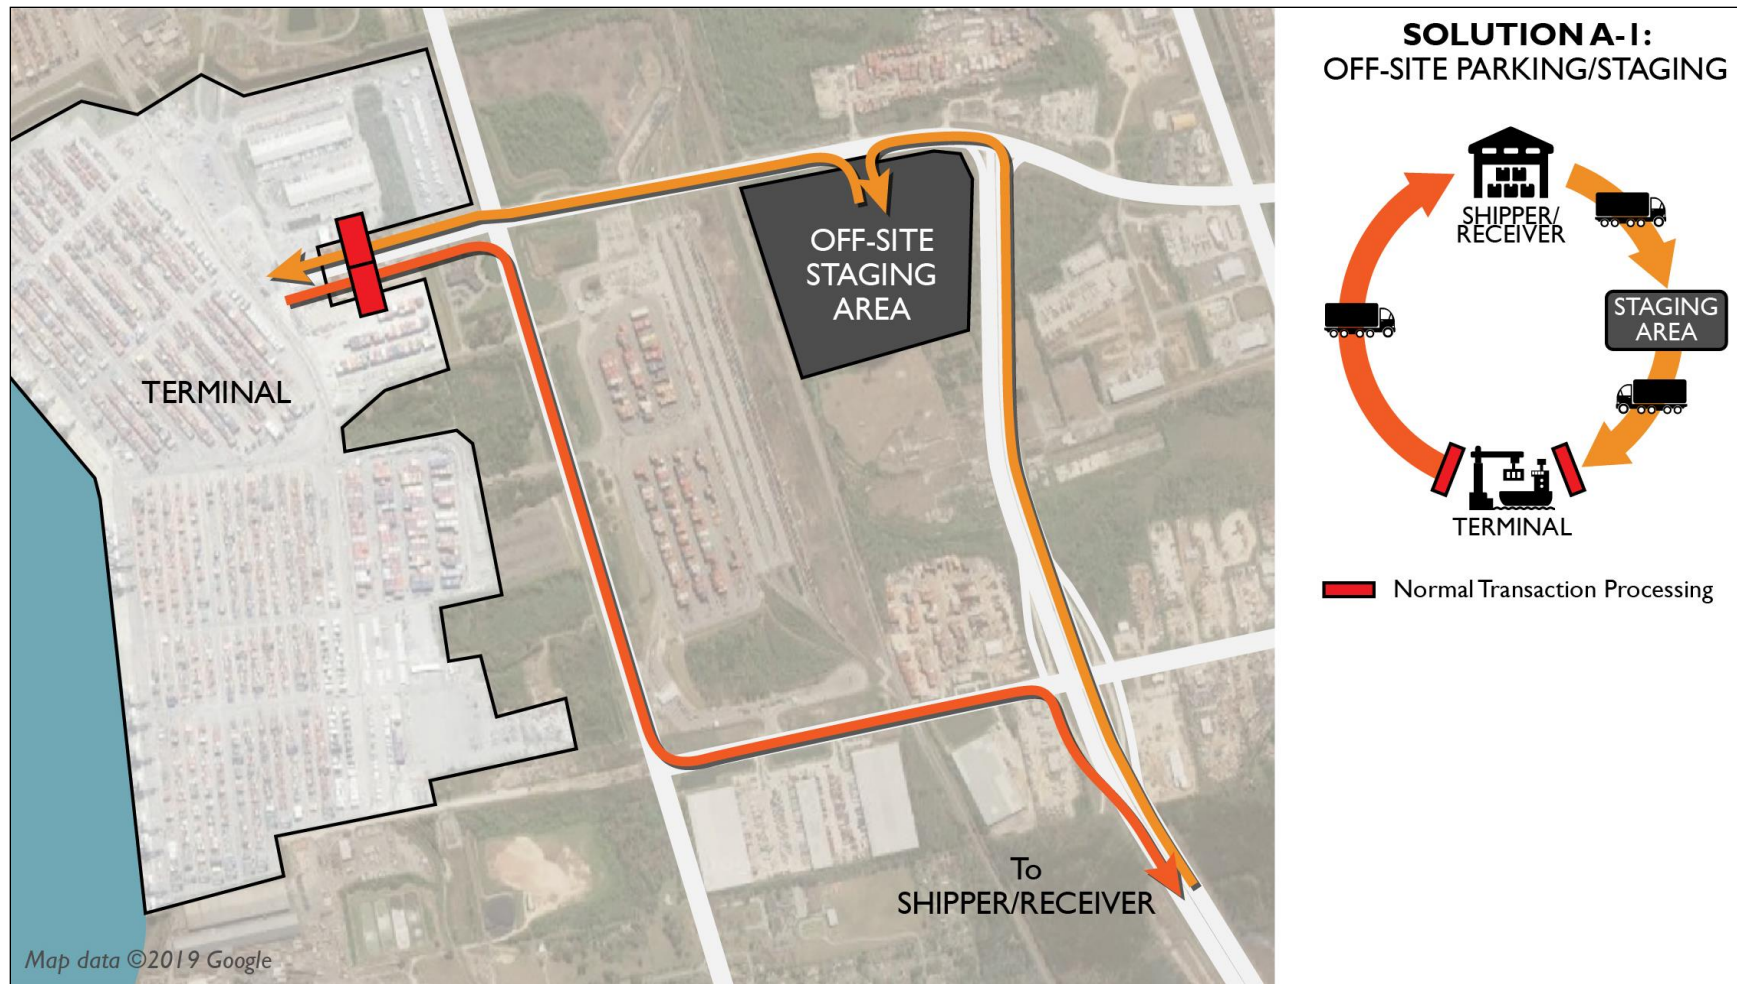 SOLUTION A-1:
OFF-SITE PARKING/STAGING
SHIPPER/
RECEIVER
STAGING
AREA
TERMINAL
Normal Transaction Processing
OFF-SITE
STAGING
AREA
TERMINAL
To
SHIPPER/RECEIVER
Map data ©2019 Google